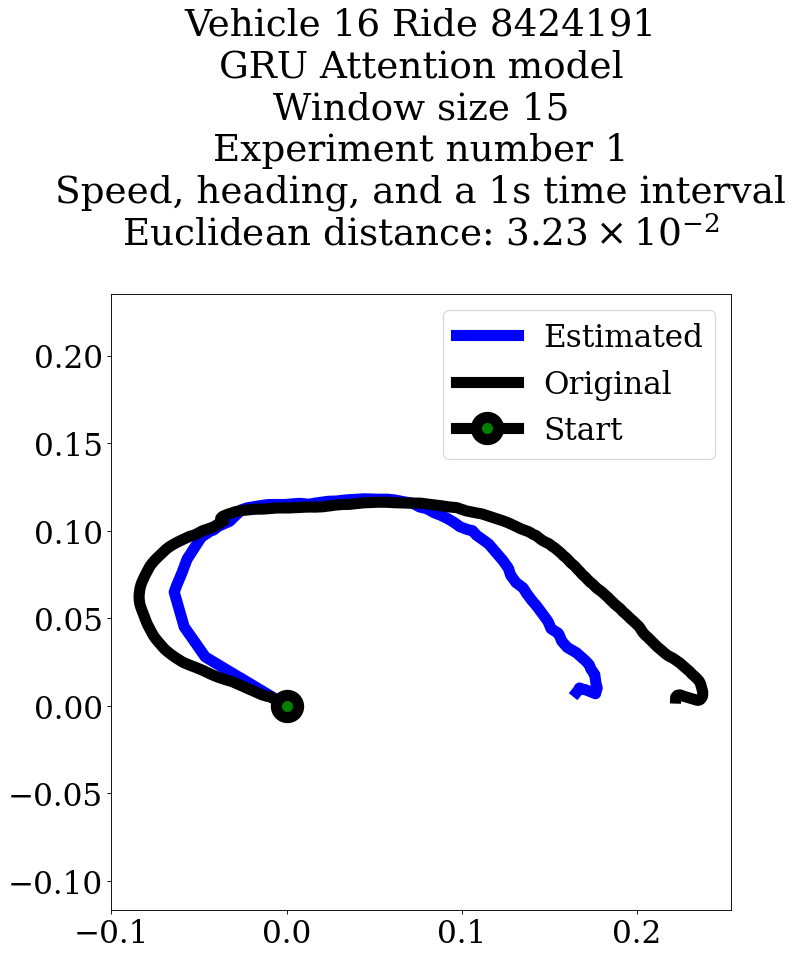 Vehicle 16 Ride 8424191
GRU Attention model
Window size 15
Experiment number 1
Speed, heading, and a 1s time interval
Euclidean distance: 3.23 × 10⁻²
Estimated
Original
Start
0.20
0.15
0.10
0.05
0.00
−0.05
−0.10
−0.1 0.0 0.1 0.2